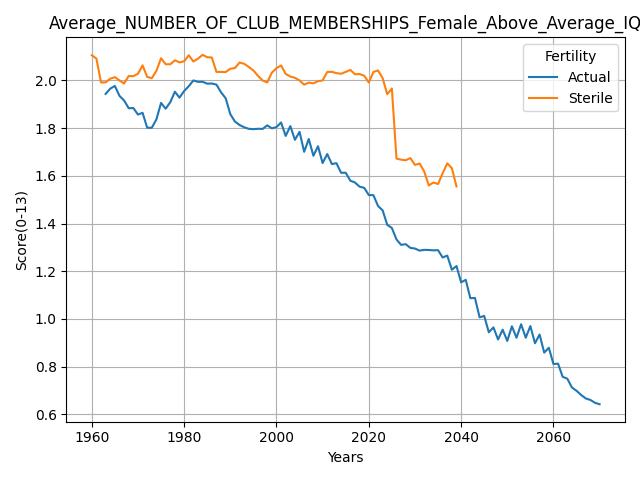 Average_NUMBER_OF_CLUB_MEMBERSHIPS_Female_Above_Average_IQ
Fertility
Actual
Sterile
Score(0-13)
2.0
1.8
1.6
1.4
1.2
1.0
0.8
0.6
1960 1980 2000 2020 2040 2060
Years